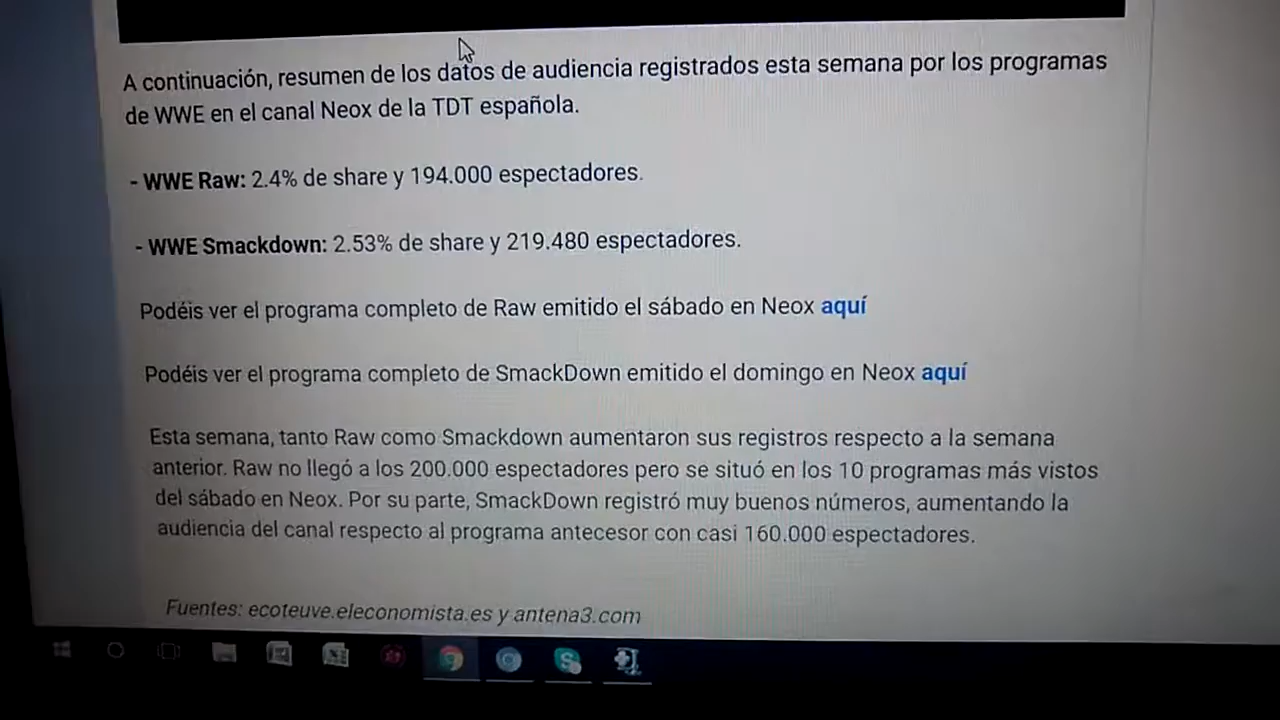 A continuación, resumen de los datos de audiencia registrados esta semana por los programas
de WWE en el canal Neox de la TDT española.
- WWE Raw: 2.4% de share y 194.000 espectadores.
- WWE Smackdown: 2.53% de share y 219.480 espectadores.
Podéis ver el programa completo de Raw emitido el sábado en Neox aquí
Podéis ver el programa completo de SmackDown emitido el domingo en Neox aquí
Esta semana, tanto Raw como Smackdown aumentaron sus registros respecto a la semana
anterior. Raw no llegó a los 200.000 espectadores pero se situó en los 10 programas más vistos
del sábado en Neox. Por su parte, SmackDown registró muy buenos números, aumentando la
audiencia del canal respecto al programa antecesor con casi 160.000 espectadores.
Fuentes: ecoteuve.eleconomista.es y antena3.com